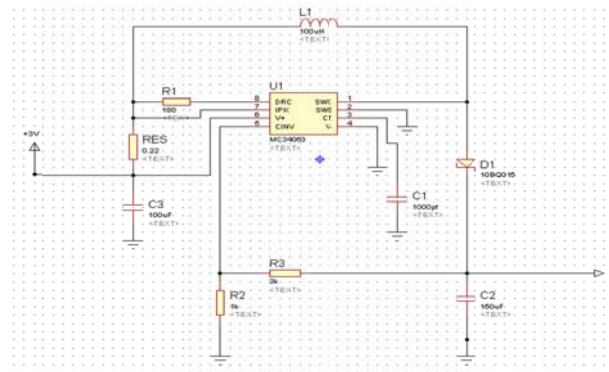 L1
100uH
<TEXT>
R1
180
<TEXT>
U1
8 DRC SWC 1
7 IPK SWE 2
6 V+ CT 3
5 CINV V- 4
MC34063
+3V
RES
0.22
<TEXT>
D1
10BQ015
<TEXT>
C3
100uF
<TEXT>
C1
1000pf
<TEXT>
R3
3k
<TEXT>
R2
1k
<TEXT>
C2
150uF
<TEXT>